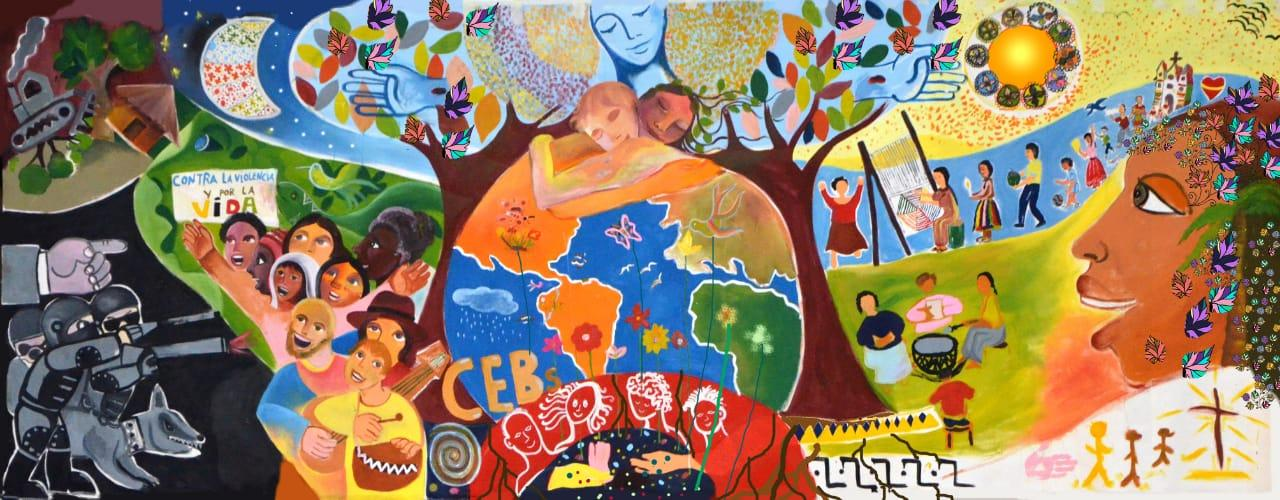 CONTRA LA VIOLENCIA
Y POR LA
ViDA
CEBs